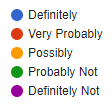 Definitely
Very Probably
Possibly
Probably Not
Definitely Not